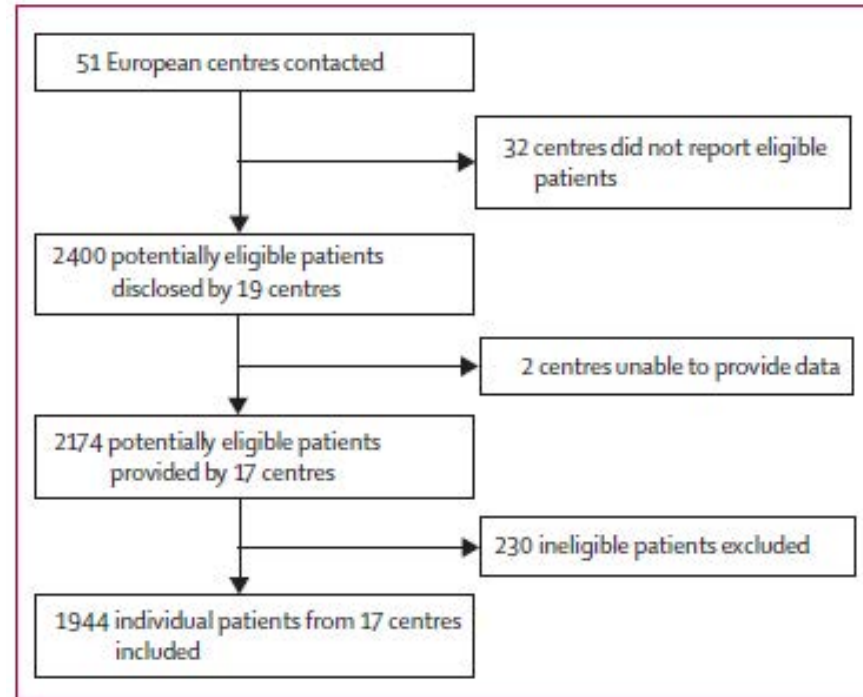 51 European centres contacted
32 centres did not report eligible
patients
2400 potentially eligible patients
disclosed by 19 centres
2 centres unable to provide data
2174 potentially eligible patients
provided by 17 centres
230 ineligible patients excluded
1944 individual patients from 17 centres
included